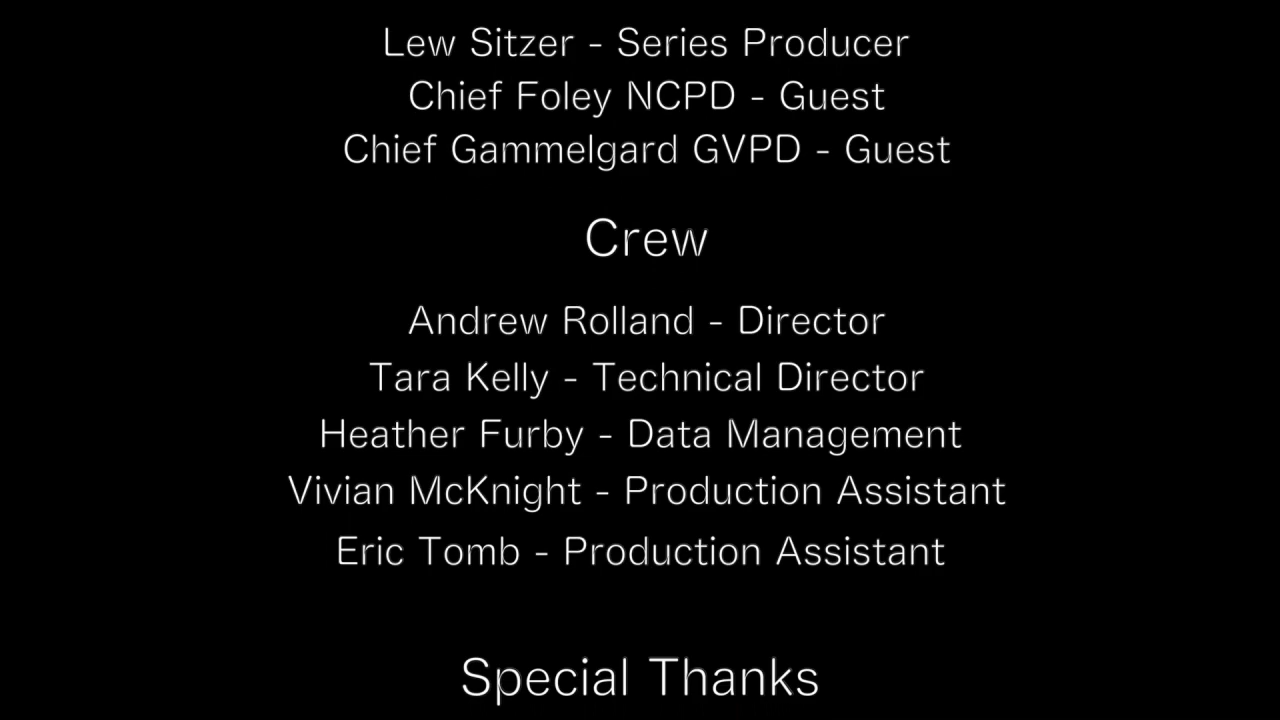 Lew Sitzer - Series Producer
Chief Foley NCPD - Guest
Chief Gammelgard GVPD - Guest
Crew
Andrew Rolland - Director
Tara Kelly - Technical Director
Heather Furby - Data Management
Vivian McKnight - Production Assistant
Eric Tomb - Production Assistant
Special Thanks